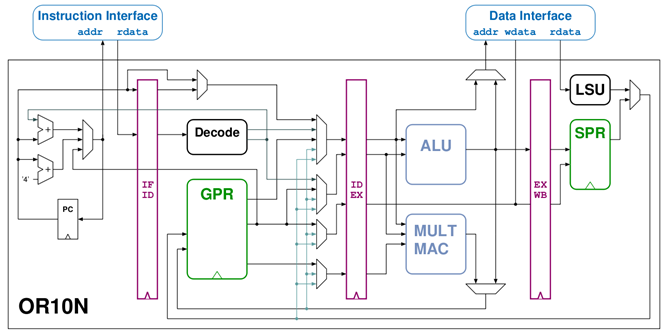 Instruction Interface
addr rdata
Data Interface
addr wdata rdata
LSU
Decode
ALU
SPR
+
+
'4'
IF
ID
GPR
ID
EX
EX
WB
PC
MULT
MAC
OR10N